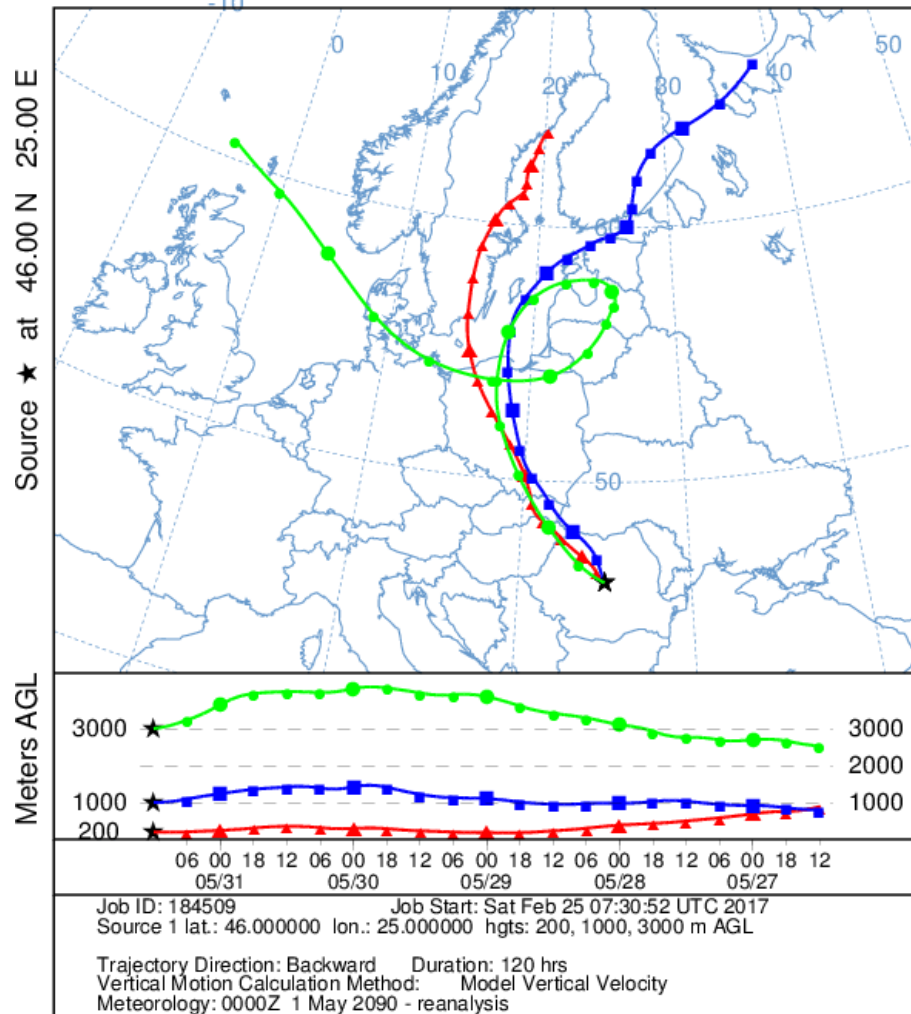 -10
0
10
20
30
40
50
60
50
Source ★ at 46.00 N 25.00 E
Meters AGL
3000
1000
200
3000
2000
1000
06 00 18 12 06 00 18 12 06 00 18 12 06 00 18 12 06 00 18 12
05/31 05/30 05/29 05/28 05/27
Job ID: 184509 Job Start: Sat Feb 25 07:30:52 UTC 2017
Source 1 lat.: 46.000000 lon.: 25.000000 hgts: 200, 1000, 3000 m AGL
Trajectory Direction: Backward Duration: 120 hrs
Vertical Motion Calculation Method: Model Vertical Velocity
Meteorology: 0000Z 1 May 2090 - reanalysis